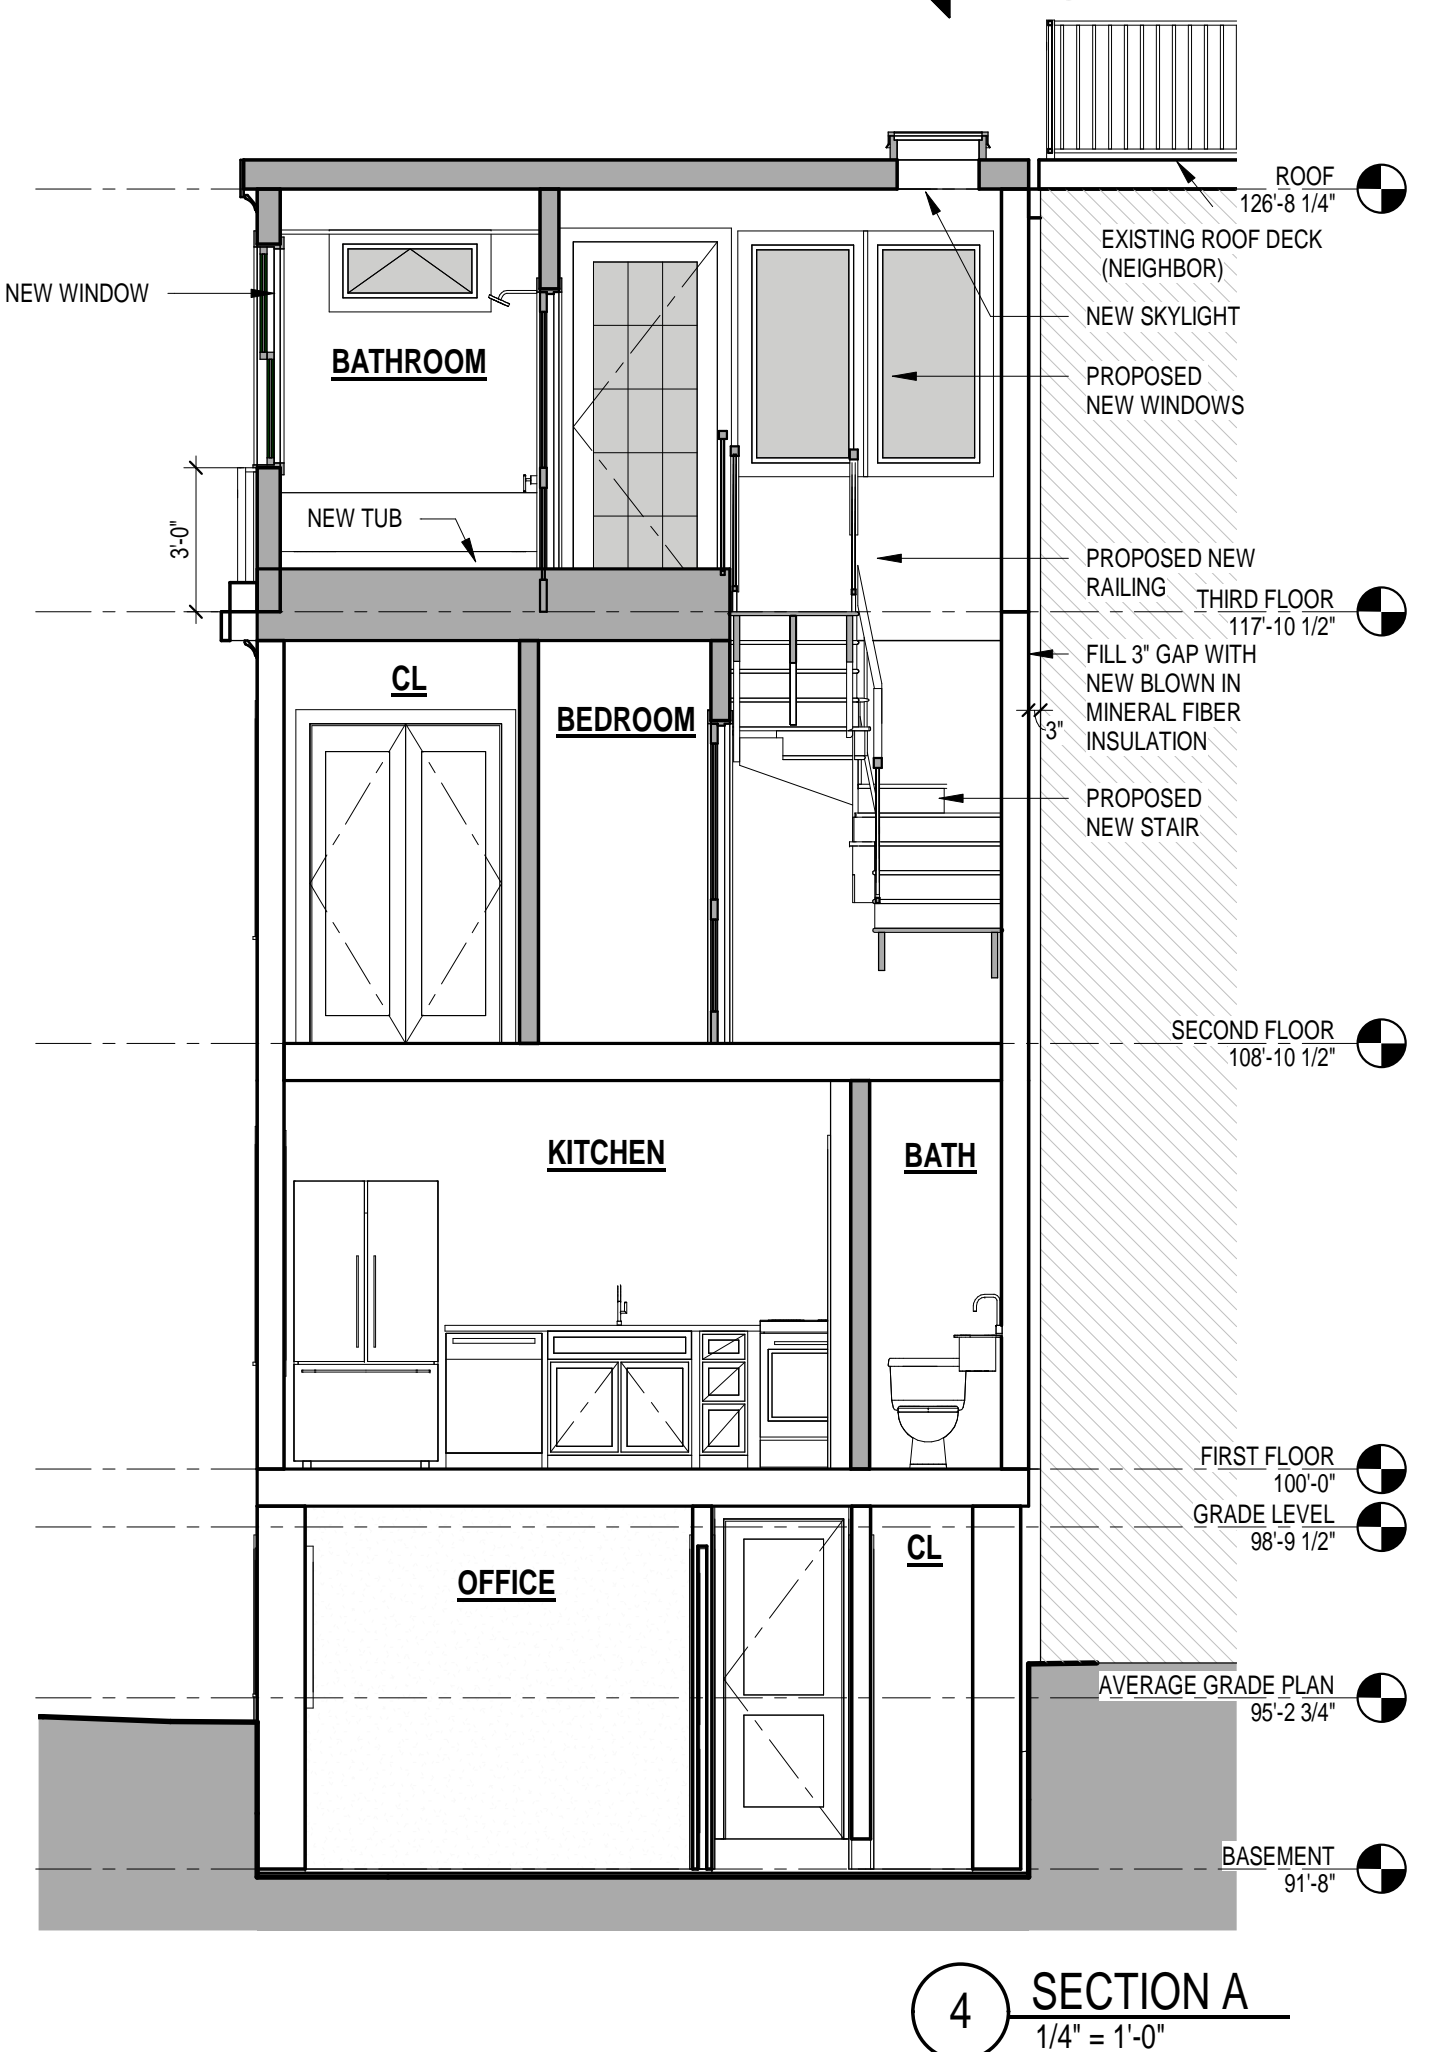 ROOF
126'-8 1/4"
EXISTING ROOF DECK
(NEIGHBOR)
NEW WINDOW
NEW SKYLIGHT
BATHROOM
PROPOSED
NEW WINDOWS
3'-0"
NEW TUB
PROPOSED NEW
RAILING
THIRD FLOOR
117'-10 1/2"
CL
BEDROOM
FILL 3" GAP WITH
NEW BLOWN IN
MINERAL FIBER
INSULATION
3"
PROPOSED
NEW STAIR
SECOND FLOOR
108'-10 1/2"
KITCHEN
BATH
FIRST FLOOR
100'-0"
GRADE LEVEL
98'-9 1/2"
CL
OFFICE
AVERAGE GRADE PLAN
95'-2 3/4"
BASEMENT
91'-8"
4
SECTION A
1/4" = 1'-0"